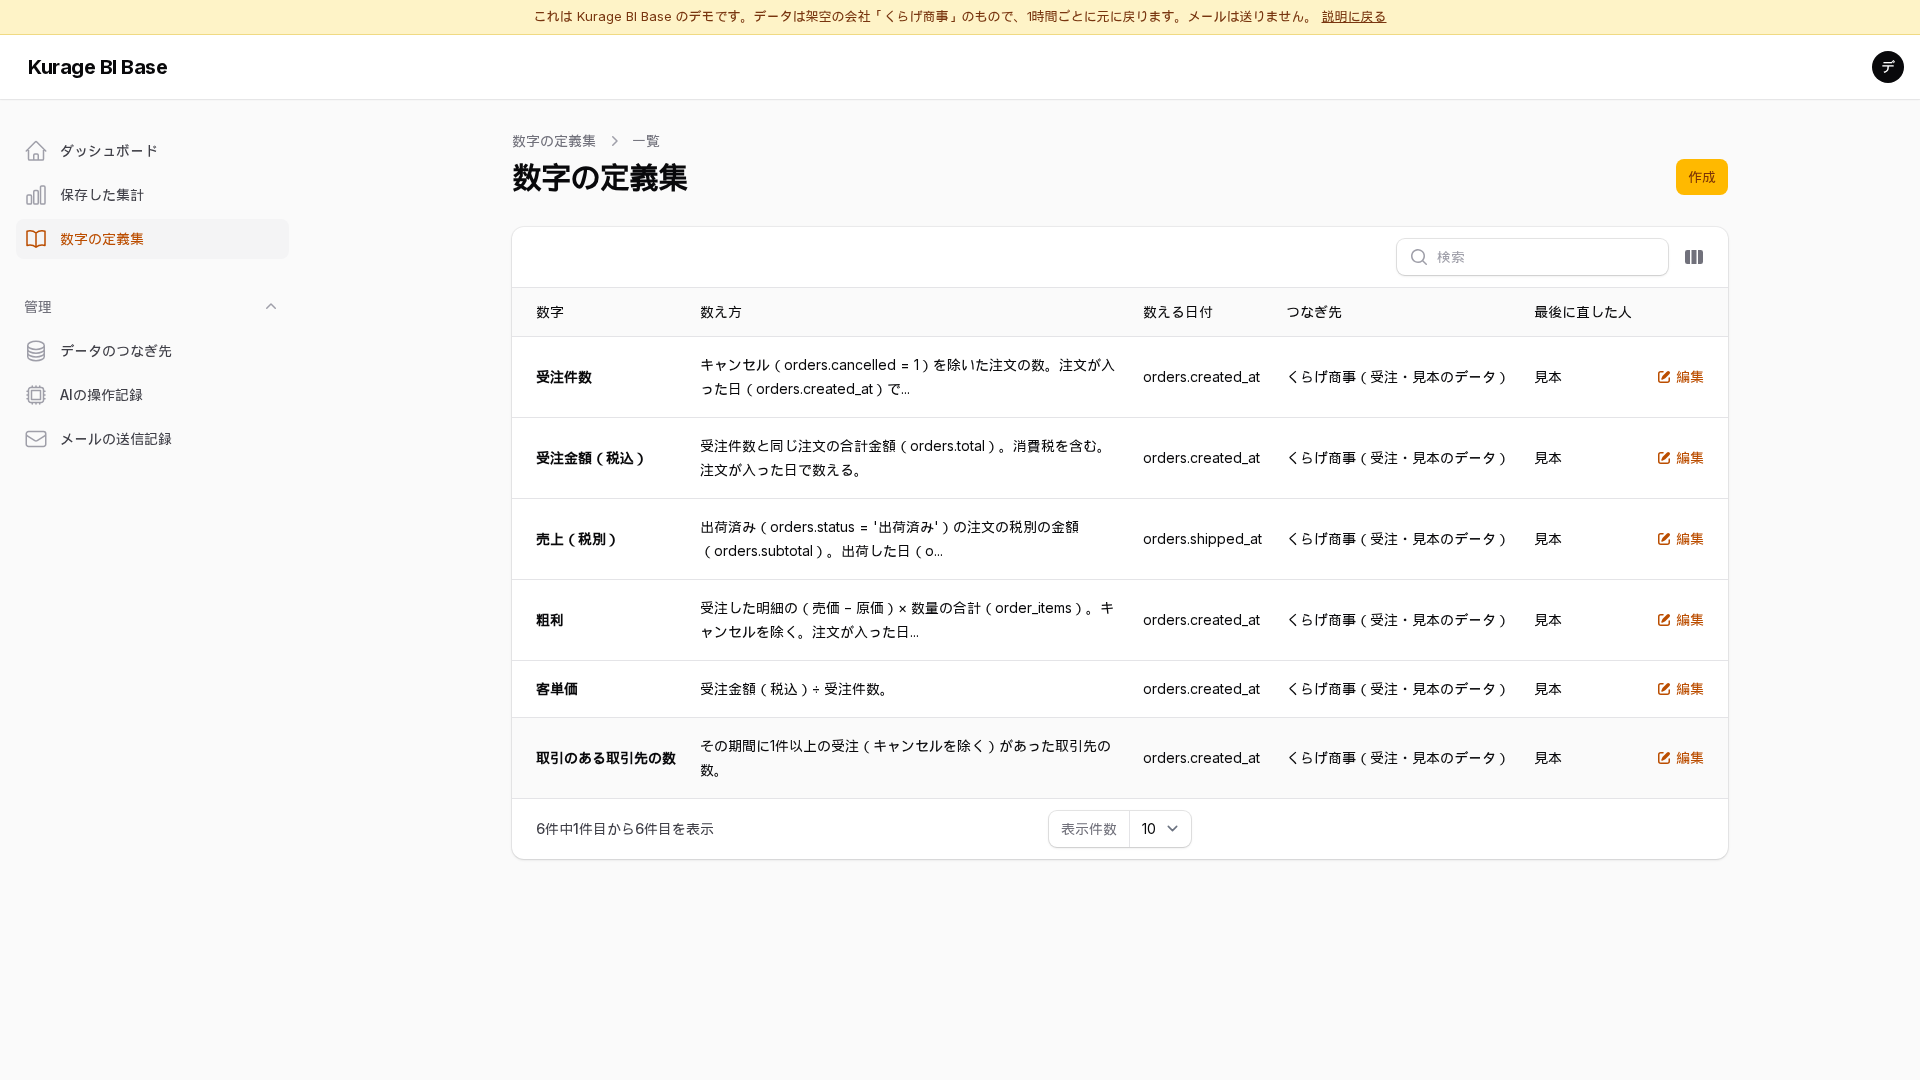 これは Kurage BI Base のデモです。データは架空の会社「くらげ商事」のもので、1時間ごとに元に戻ります。メールは送りません。 説明に戻る
Kurage BI Base
デ
ダッシュボード
保存した集計
数字の定義集
管理
データのつなぎ先
AIの操作記録
メールの送信記録
数字の定義集 > 一覧
数字の定義集
作成
検索
数字 数え方 数える日付 つなぎ先 最後に直した人
受注件数 キャンセル（orders.cancelled = 1）を除いた注文の数。注文が入
った日（orders.created_at）で... orders.created_at くらげ商事（受注・見本のデータ） 見本 編集
受注金額（税込） 受注件数と同じ注文の合計金額（orders.total）。消費税を含む。
注文が入った日で数える。 orders.created_at くらげ商事（受注・見本のデータ） 見本 編集
売上（税別） 出荷済み（orders.status = '出荷済み'）の注文の税別の金額
（orders.subtotal）。出荷した日（o... orders.shipped_at くらげ商事（受注・見本のデータ） 見本 編集
粗利 受注した明細の（売価 − 原価）× 数量の合計（order_items）。キ
ャンセルを除く。注文が入った日... orders.created_at くらげ商事（受注・見本のデータ） 見本 編集
客単価 受注金額（税込）÷ 受注件数。 orders.created_at くらげ商事（受注・見本のデータ） 見本 編集
取引のある取引先の数 その期間に1件以上の受注（キャンセルを除く）があった取引先の
数。 orders.created_at くらげ商事（受注・見本のデータ） 見本 編集
6件中1件目から6件目を表示 表示件数 10